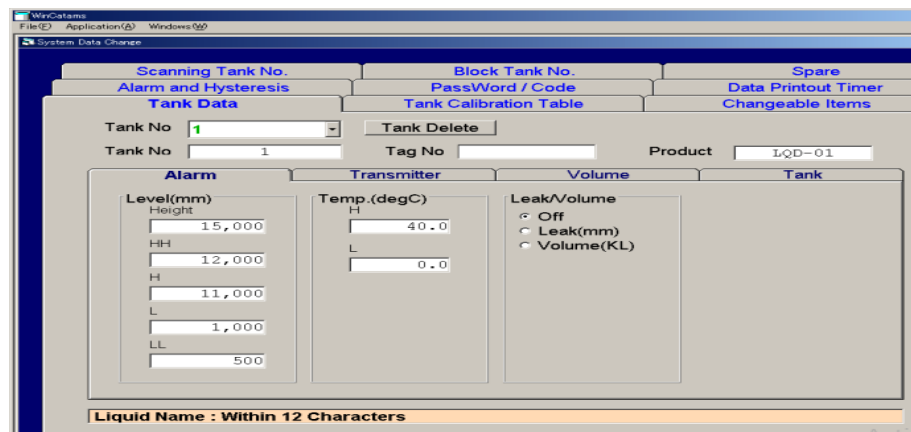 WinCatams
File(F) Application(A) Windows(W)
System Data Change
Scanning Tank No. Block Tank No. Spare
Alarm and Hysteresis PassWord / Code Data Printout Timer
Tank Data Tank Calibration Table Changeable Items
Tank No 1 Tank Delete
Tank No 1 Tag No Product LQD-01
Alarm Transmitter Volume Tank
Level(mm) Temp.(degC) Leak/Volume
Height H Off
15,000 40.0 Leak(mm)
HH L Volume(KL)
12,000 0.0
H
11,000
L
1,000
LL
500
Liquid Name : Within 12 Characters